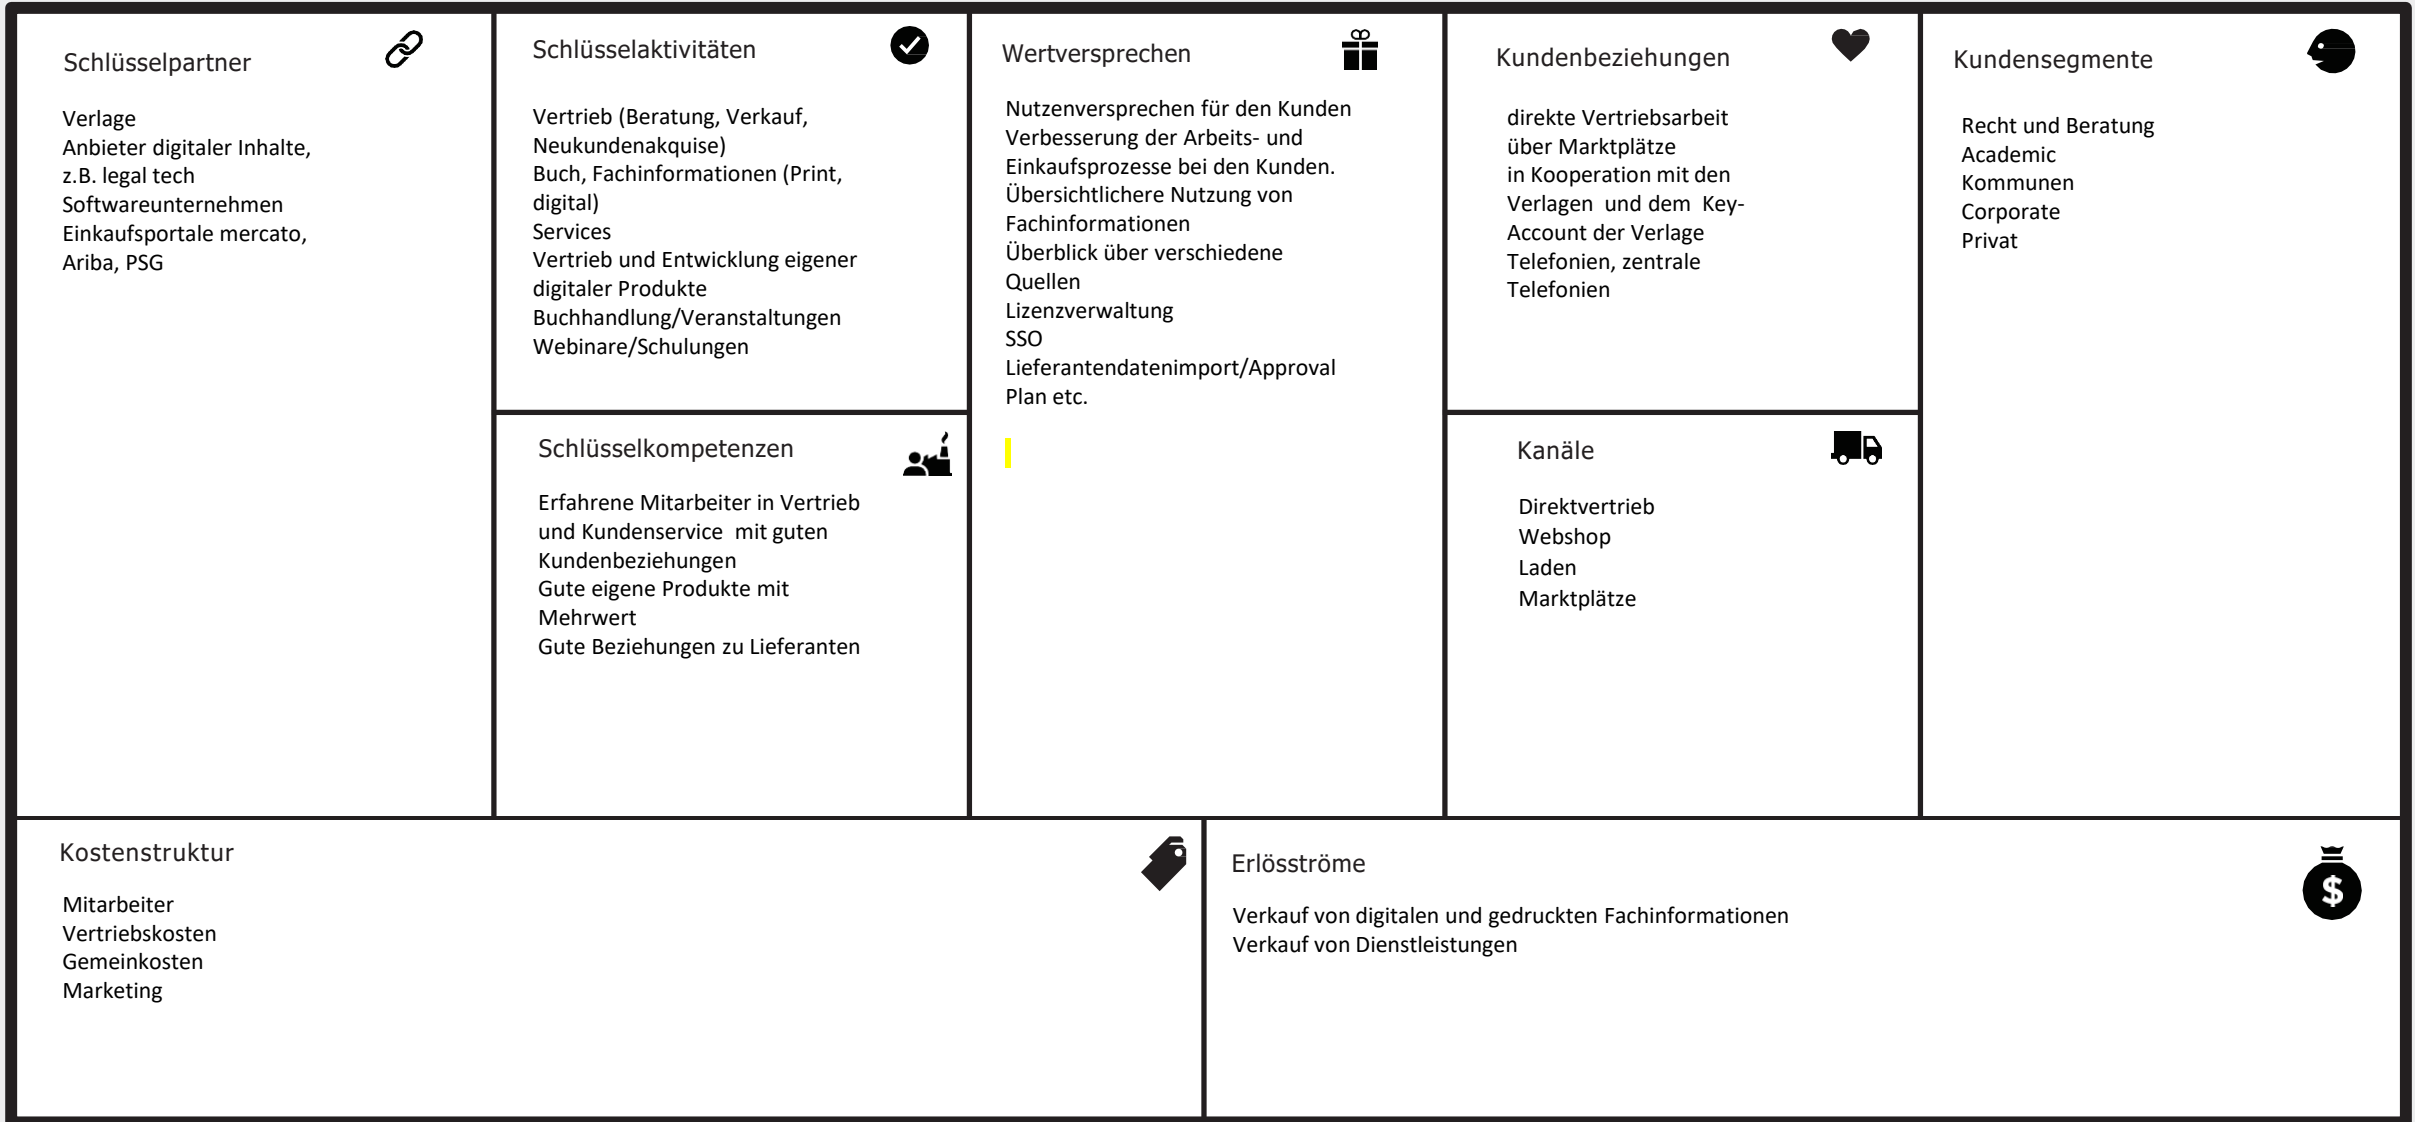 Schlüsselpartner
Verlage
Anbieter digitaler Inhalte,
z.B. legal tech
Softwareunternehmen
Einkaufsportale mercato,
Ariba, PSG
Schlüsselaktivitäten
Vertrieb (Beratung, Verkauf,
Neukundenakquise)
Buch, Fachinformationen (Print,
digital)
Services
Vertrieb und Entwicklung eigener
digitaler Produkte
Buchhandlung/Veranstaltungen
Webinare/Schulungen
Schlüsselkompetenzen
Erfahrene Mitarbeiter in Vertrieb
und Kundenservice  mit guten
Kundenbeziehungen
Gute eigene Produkte mit
Mehrwert
Gute Beziehungen zu Lieferanten
Wertversprechen
Nutzenversprechen für den Kunden
Verbesserung der Arbeits- und
Einkaufsprozesse bei den Kunden.
Übersichtlichere Nutzung von
Fachinformationen
Überblick über verschiedene
Quellen
Lizenzverwaltung
SSO
Lieferantendatenimport/Approval
Plan etc.
Kundenbeziehungen
direkte Vertriebsarbeit
über Marktplätze
in Kooperation mit den
Verlagen  und dem  Key-
Account der Verlage
Telefonien, zentrale
Telefonien
Kanäle
Direktvertrieb
Webshop
Laden
Marktplätze
Kundensegmente
Recht und Beratung
Academic
Kommunen
Corporate
Privat
Kostenstruktur
Mitarbeiter
Vertriebskosten
Gemeinkosten
Marketing
Erlösströme
Verkauf von digitalen und gedruckten Fachinformationen
Verkauf von Dienstleistungen
$